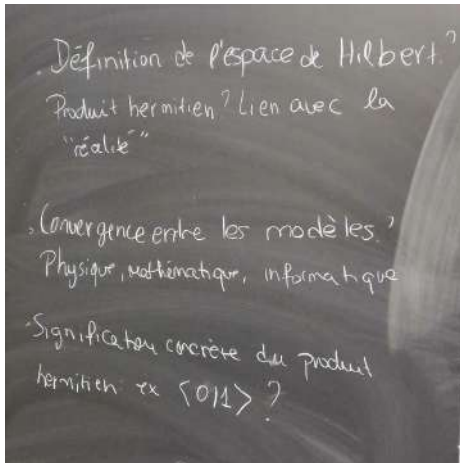 . Définition de l'espace de Hilbert ?
Produit hermitien ? Lien avec la
"réalité"
. Convergence entre les modèles ?
Physique, mathématique, informatique
. Signification concrète du produit
hermitien ex <0|1> ?